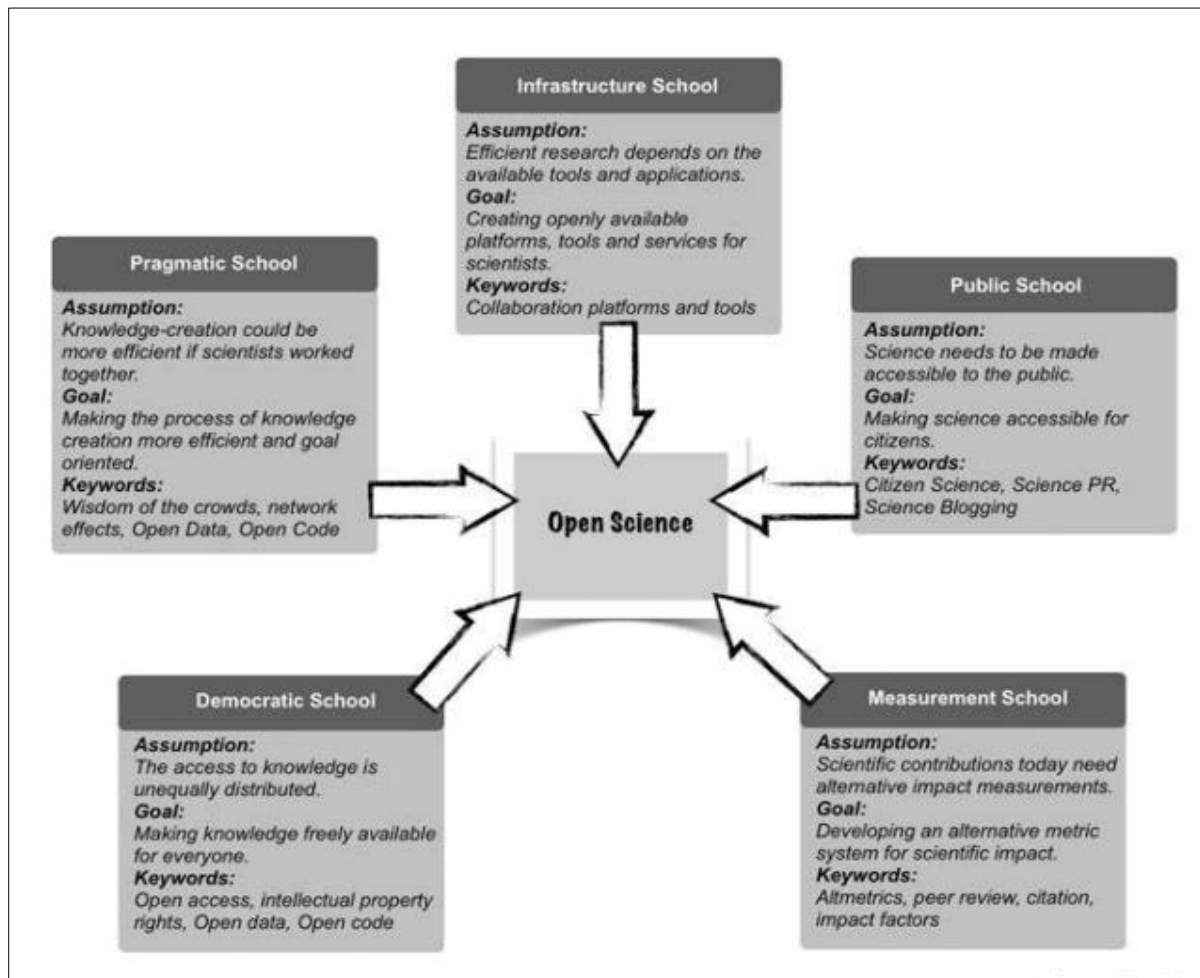 Infrastructure School
Assumption:
Efficient research depends on the
available tools and applications.
Goal:
Creating openly available
platforms, tools and services for
scientists.
Keywords:
Collaboration platforms and tools
Pragmatic School
Assumption:
Knowledge-creation could be
more efficient if scientists worked
together.
Goal:
Making the process of knowledge
creation more efficient and goal
oriented.
Keywords:
Wisdom of the crowds, network
effects, Open Data, Open Code
Public School
Assumption:
Science needs to be made
accessible to the public.
Goal:
Making science accessible for
citizens.
Keywords:
Citizen Science, Science PR,
Science Blogging
Open Science
Democratic School
Assumption:
The access to knowledge is
unequally distributed.
Goal:
Making knowledge freely available
for everyone.
Keywords:
Open access, intellectual property
rights, Open data, Open code
Measurement School
Assumption:
Scientific contributions today need
alternative impact measurements.
Goal:
Developing an alternative metric
system for scientific impact.
Keywords:
Altmetrics, peer review, citation,
impact factors